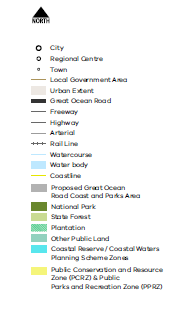 NORTH
City
Regional Centre
Town
Local Government Area
Urban Extent
Great Ocean Road
Freeway
Highway
Arterial
Rail Line
Watercourse
Water body
Coastline
Proposed Great Ocean
Road Coast and Parks Area
National Park
State Forest
Plantation
Other Public Land
Coastal Reserve / Coastal Waters
Planning Scheme Zones
Public Conservation and Resource
Zone (PCRZ) & Public
Parks and Recreation Zone (PPRZ)